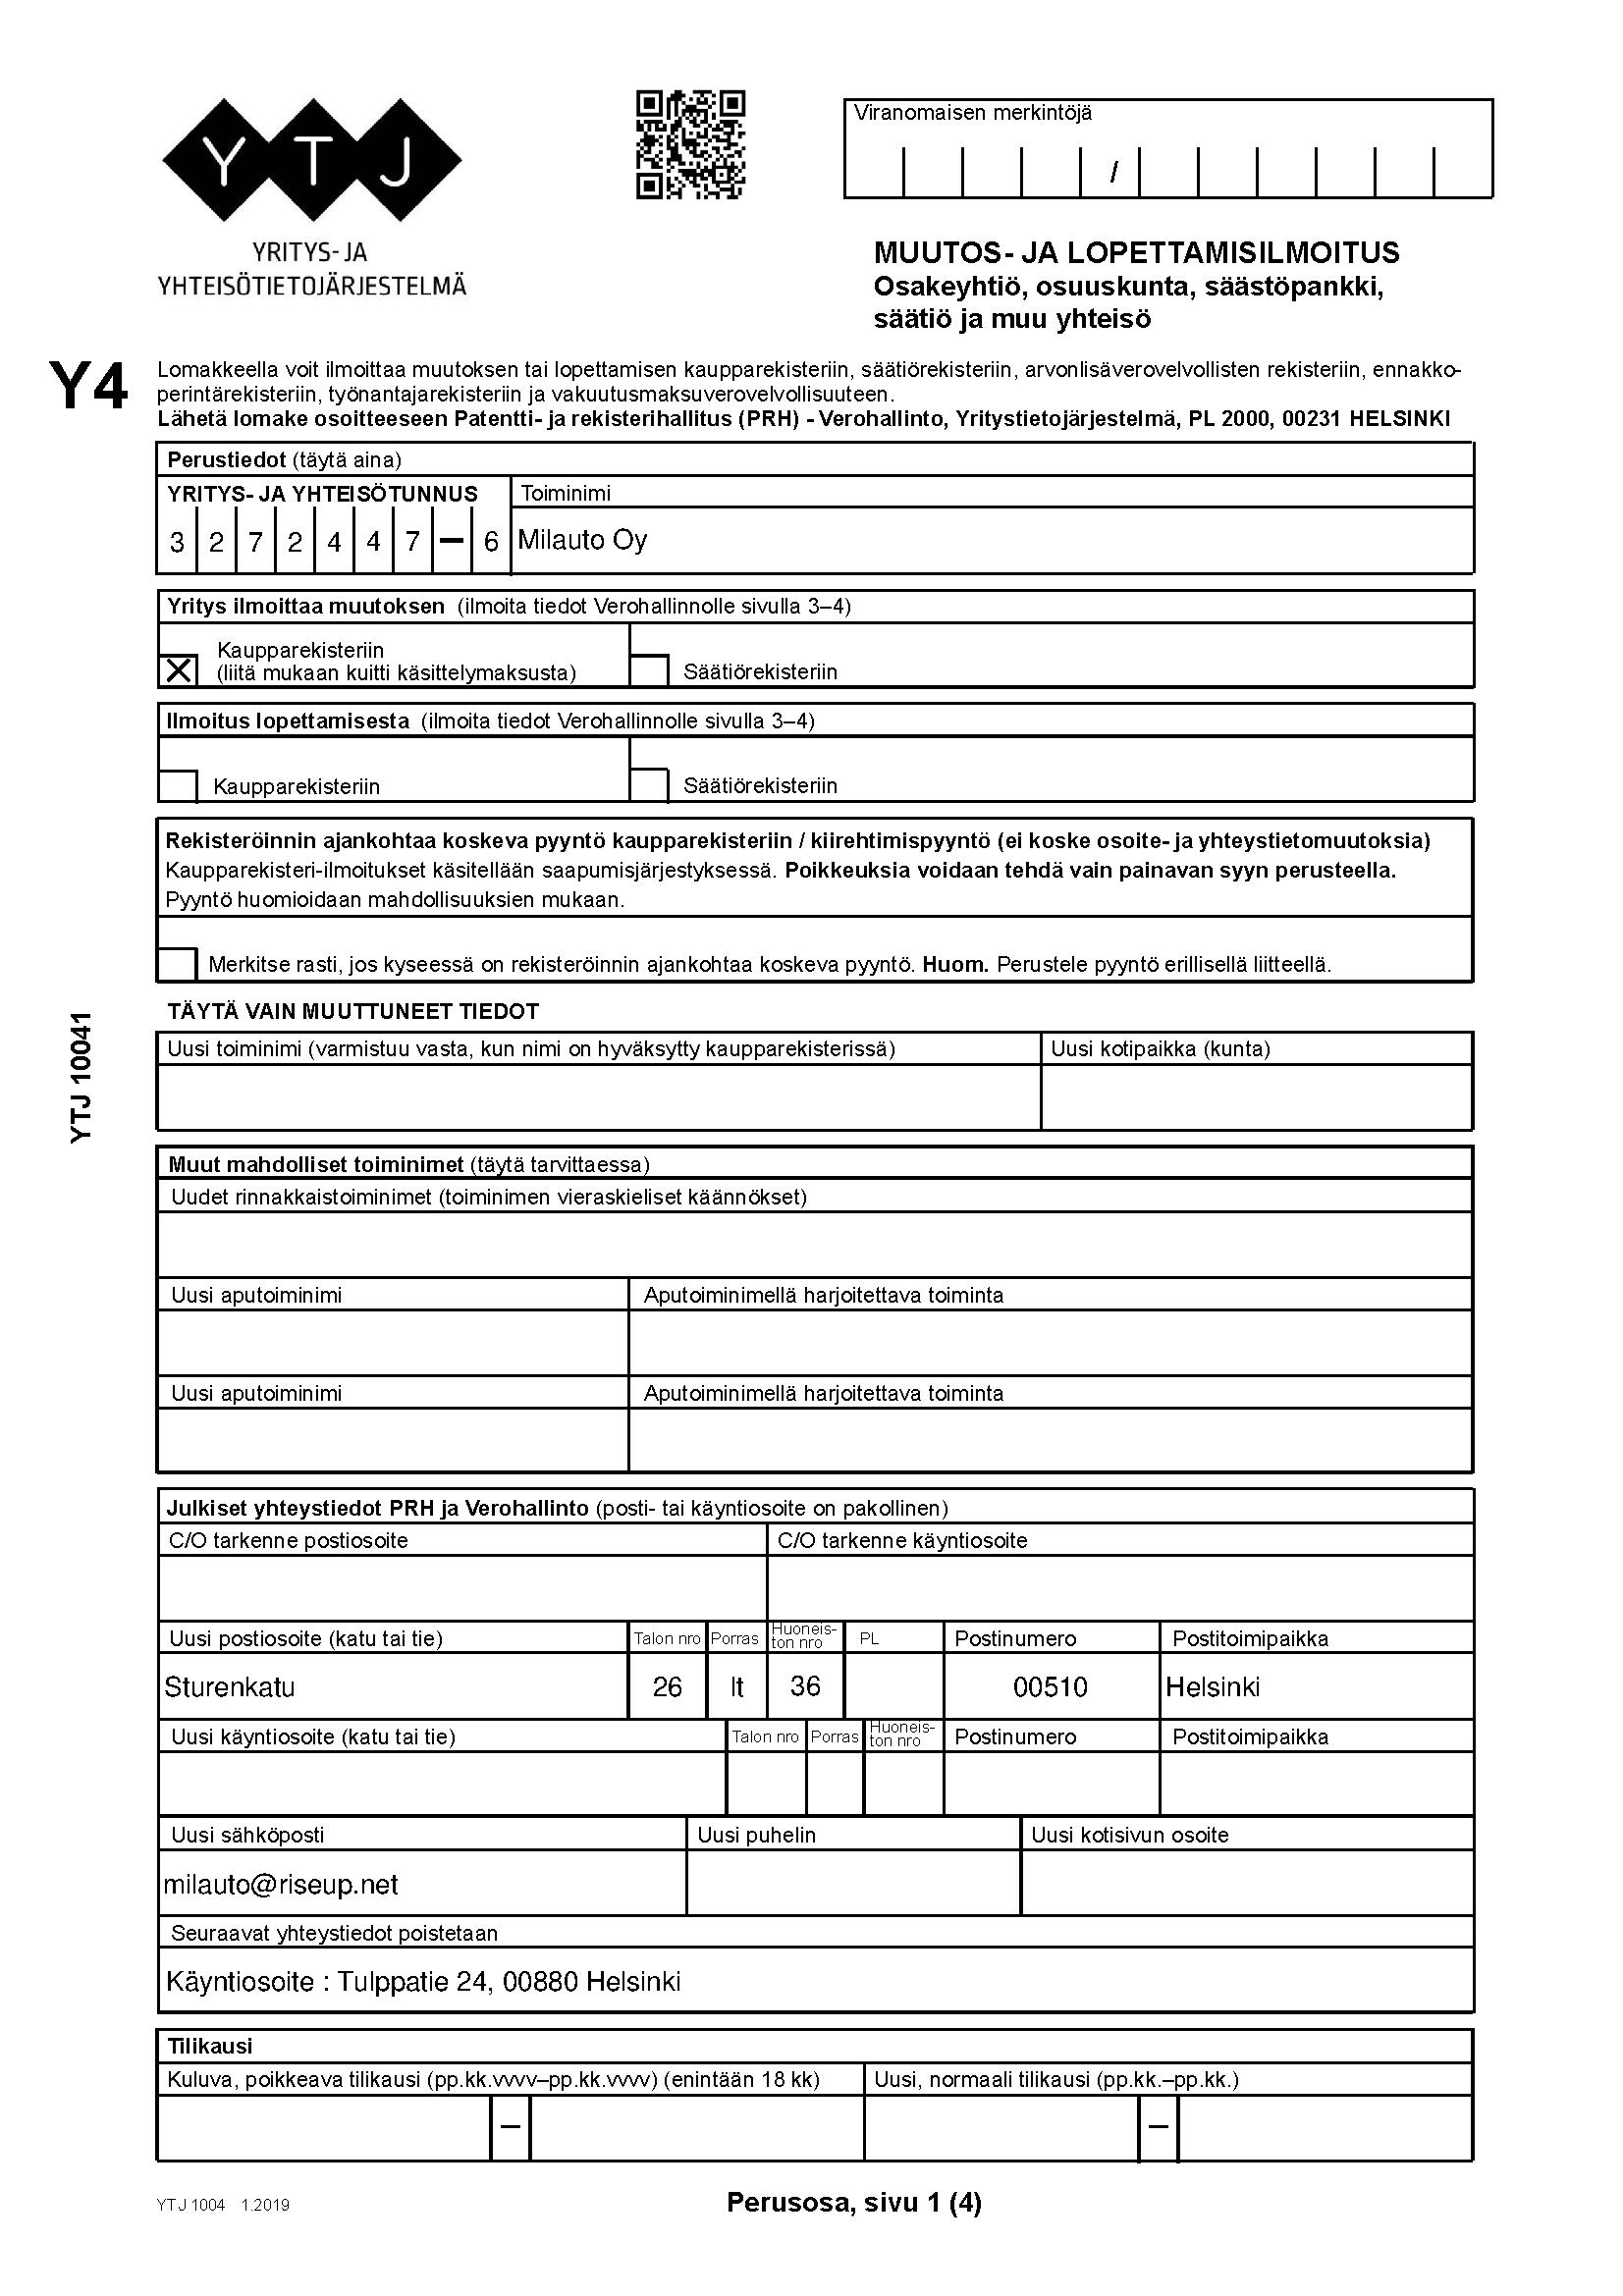 Y T J
YRITYS- JA
YHTEISÖTIETOJÄRJESTELMÄ
Viranomaisen merkintöjä
/
MUUTOS- JA LOPETTAMISILMOITUS
Osakeyhtiö, osuuskunta, säästöpankki,
säätiö ja muu yhteisö
Y4
Lomakkeella voit ilmoittaa muutoksen tai lopettamisen kaupparekisteriin, säätiörekisteriin, arvonlisäverovelvollisten rekisteriin, ennakko-
perintärekisteriin, työnantajarekisteriin ja vakuutusmaksuverovelvollisuuteen.
Lähetä lomake osoitteeseen Patentti- ja rekisterihallitus (PRH) - Verohallinto, Yritystietojärjestelmä, PL 2000, 00231 HELSINKI
Perustiedot (täytä aina)
YRITYS- JA YHTEISÖTUNNUS Toiminimi
3 2 7 2 4 4 7 – 6 Milauto Oy
Yritys ilmoittaa muutoksen (ilmoita tiedot Verohallinnolle sivulla 3–4)
Kaupparekisteriin
X (liitä mukaan kuitti käsittelymaksusta) Säätiörekisteriin
Ilmoitus lopettamisesta (ilmoita tiedot Verohallinnolle sivulla 3–4)
Kaupparekisteriin Säätiörekisteriin
Rekisteröinnin ajankohtaa koskeva pyyntö kaupparekisteriin / kiirehtimispyyntö (ei koske osoite- ja yhteystietomuutoksia)
Kaupparekisteri-ilmoitukset käsitellään saapumisjärjestyksessä. Poikkeuksia voidaan tehdä vain painavan syyn perusteella.
Pyyntö huomioidaan mahdollisuuksien mukaan.
Merkitse rasti, jos kyseessä on rekisteröinnin ajankohtaa koskeva pyyntö. Huom. Perustele pyyntö erillisellä liitteellä.
YTJ 10041
TÄYTÄ VAIN MUUTTUNEET TIEDOT
Uusi toiminimi (varmistuu vasta, kun nimi on hyväksytty kaupparekisterissä) Uusi kotipaikka (kunta)
Muut mahdolliset toiminimet (täytä tarvittaessa)
Uudet rinnakkaistoiminimet (toiminimen vieraskieliset käännökset)
Uusi aputoiminimi Aputoiminimellä harjoitettava toiminta
Uusi aputoiminimi Aputoiminimellä harjoitettava toiminta
Julkiset yhteystiedot PRH ja Verohallinto (posti- tai käyntiosoite on pakollinen)
C/O tarkenne postiosoite C/O tarkenne käyntiosoite
Uusi postiosoite (katu tai tie) Talon nro Porras Huoneis-ton nro PL Postinumero Postitoimipaikka
Sturenkatu 26 lt 36 00510 Helsinki
Uusi käyntiosoite (katu tai tie) Talon nro Porras Huoneis-ton nro Postinumero Postitoimipaikka
Uusi sähköposti Uusi puhelin Uusi kotisivun osoite
milauto@riseup.net
Seuraavat yhteystiedot poistetaan
Käyntiosoite : Tulppatie 24, 00880 Helsinki
Tilikausi
Kuluva, poikkeava tilikausi (pp.kk.vvvv–pp.kk.vvvv) (enintään 18 kk) Uusi, normaali tilikausi (pp.kk.–pp.kk.)
– –
YTJ 1004 1.2019 Perusosa, sivu 1 (4)